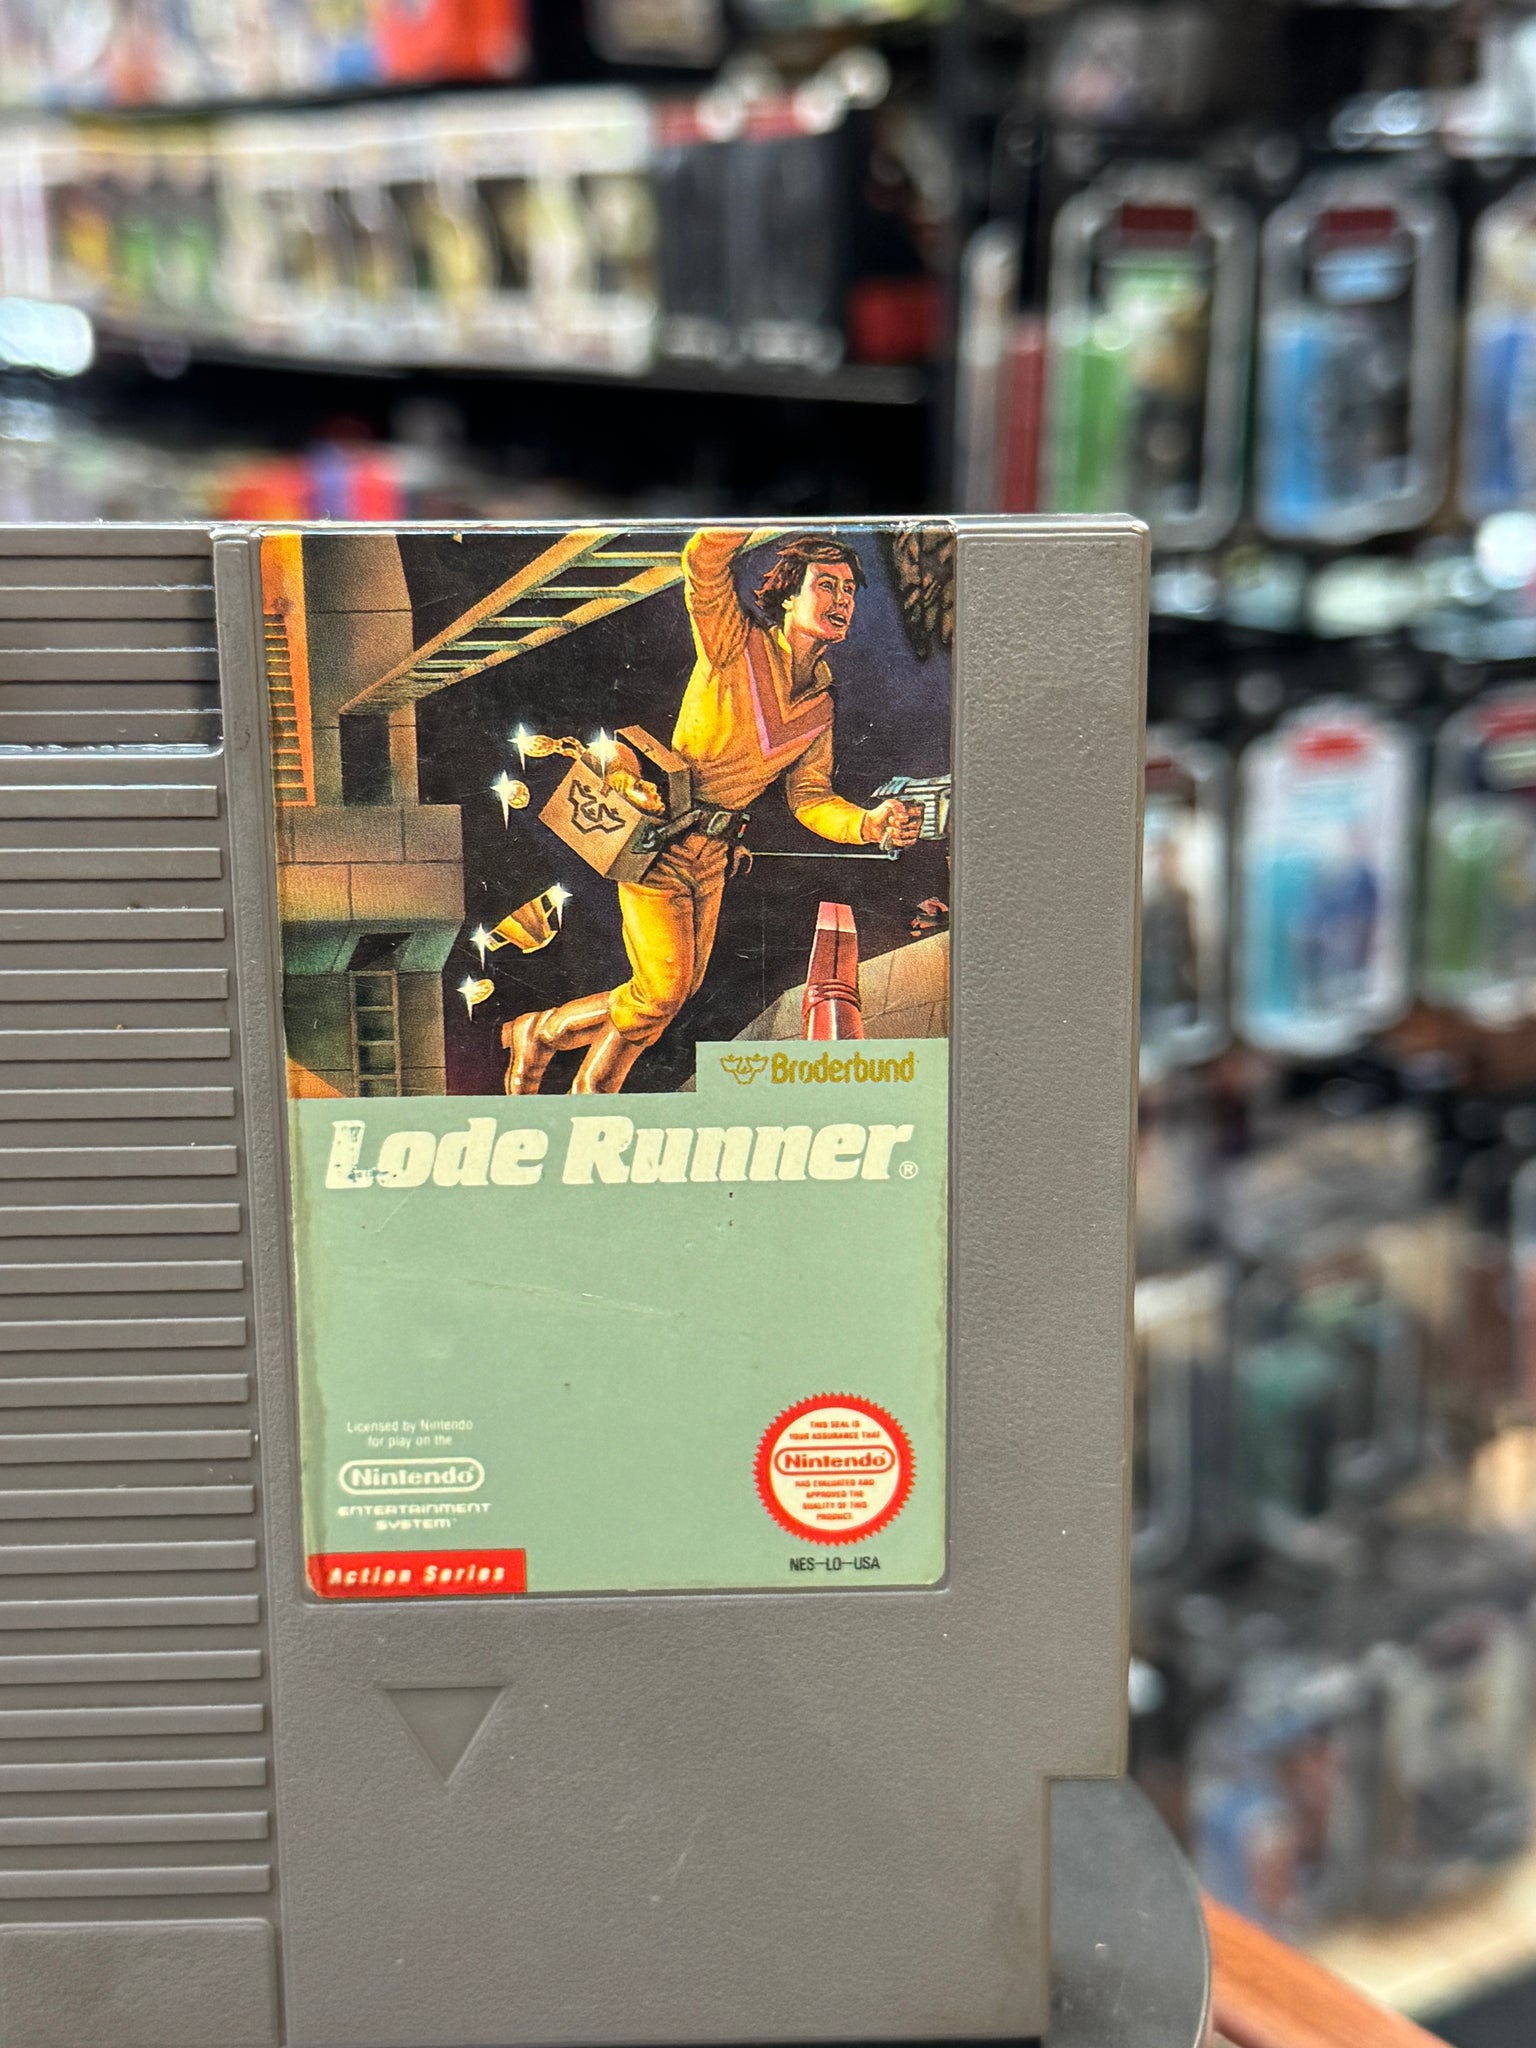 Broderbund
Lode Runner®
Licensed by Nintendo
for play on the
Nintendo®
ENTERTAINMENT
SYSTEM
THIS SEAL IS
YOUR ASSURANCE THAT
Nintendo®
HAS EVALUATED AND
APPROVED THE
QUALITY OF THIS
PRODUCT.
NES-LO-USA
Action Series